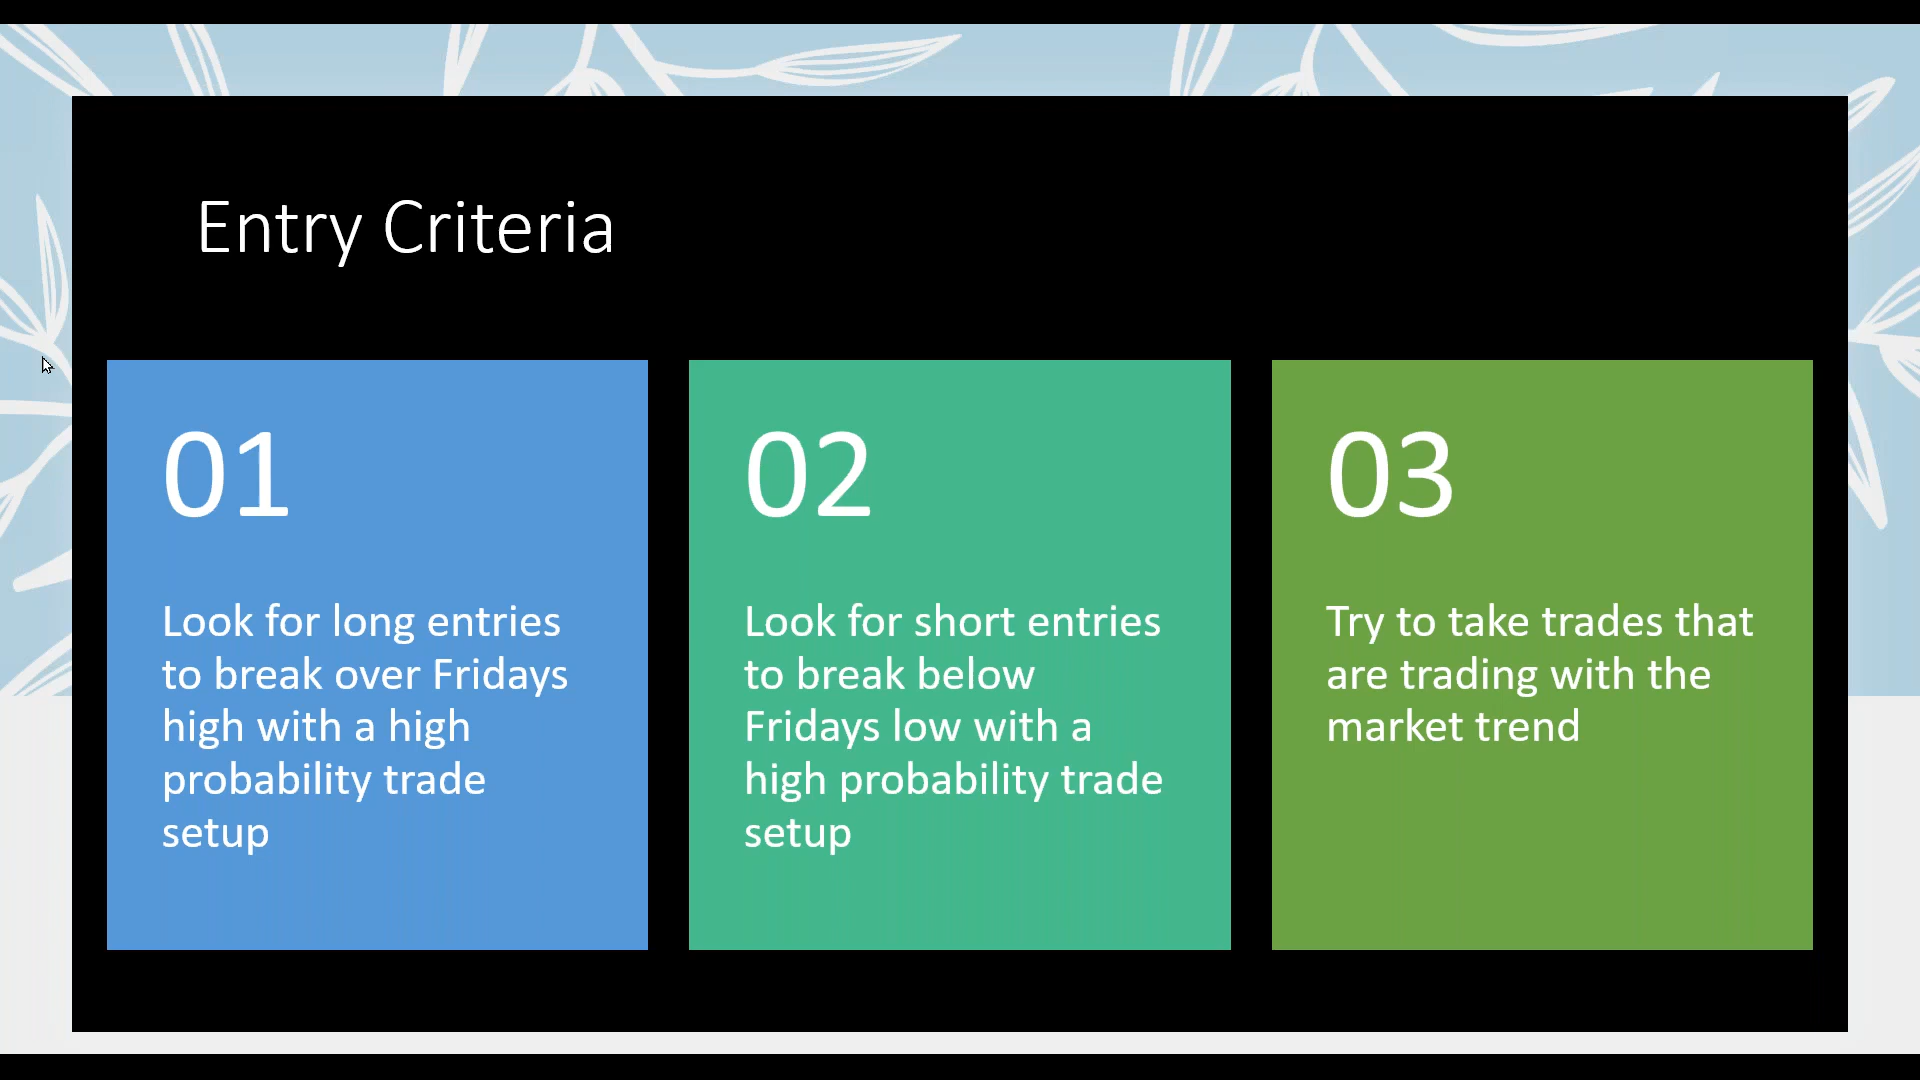 Entry Criteria
01
Look for long entries
to break over Fridays
high with a high
probability trade
setup
02
Look for short entries
to break below
Fridays low with a
high probability trade
setup
03
Try to take trades that
are trading with the
market trend